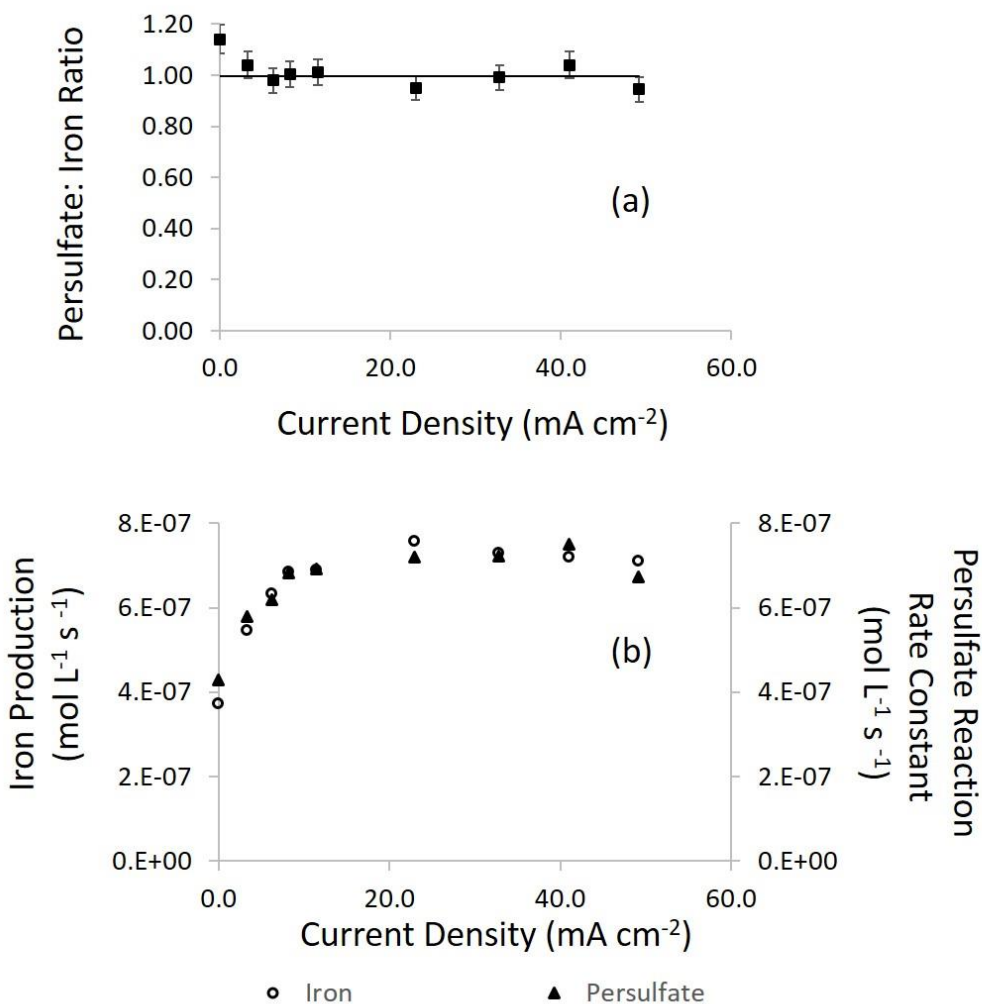 Persulfate: Iron Ratio
1.20
1.00
0.80
0.60
0.40
0.20
0.00
(a)
0.0 20.0 40.0 60.0
Current Density (mA cm-2)
Iron Production
(mol L-1 s -1)
8.E-07
6.E-07
4.E-07
2.E-07
0.E+00
(b)
8.E-07
6.E-07
4.E-07
2.E-07
0.E+00
Persulfate Reaction
Rate Constant
(mol L-1 s -1)
0.0 20.0 40.0 60.0
Current Density (mA cm-2)
Iron Persulfate